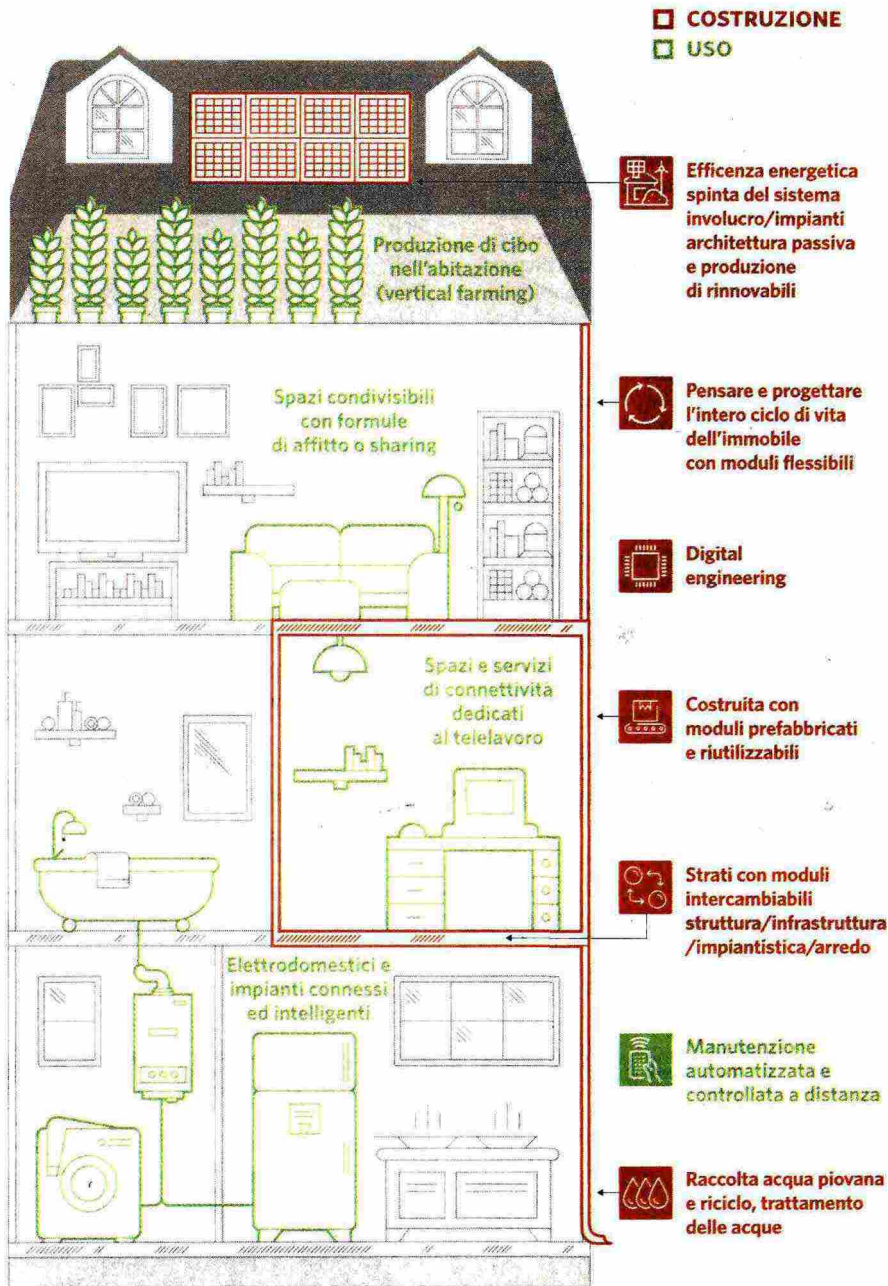 COSTRUZIONE
USO
Efficenza energetica
spinta del sistema
involucro/impianti
architettura passiva
e produzione
di rinnovabili
Produzione di cibo
nell'abitazione
(vertical farming)
Pensare e progettare
l'intero ciclo di vita
dell'immobile
con moduli flessibili
Spazi condivisibili
con formule
di affitto o sharing
Digital
engineering
Spazi e servizi
di connettività
dedicati
al telelavoro
Costruita con
moduli prefabbricati
e riutilizzabili
Strati con moduli
intercambiabili
struttura/infrastruttura
/impiantistica/arredo
Elettrodomestici e
impianti connessi
ed intelligenti
Manutenzione
automatizzata e
controllata a distanza
Raccolta acqua piovana
e riciclo, trattamento
delle acque